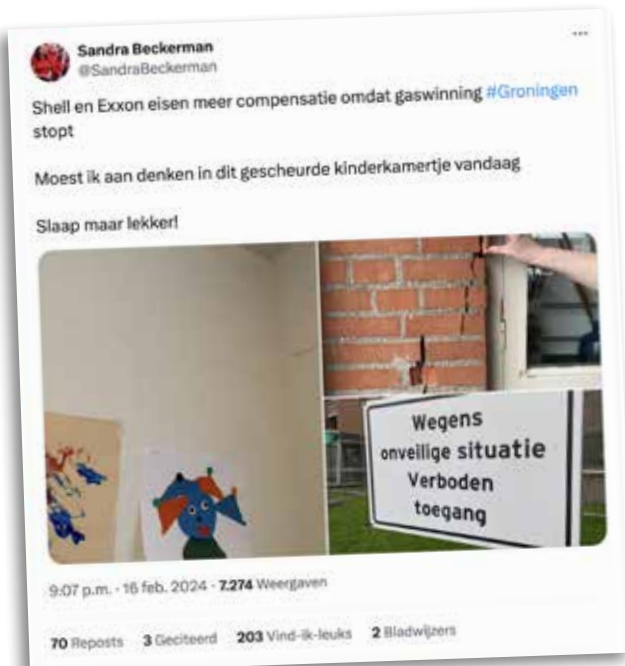 Sandra Beckerman
@SandraBeckerman
Shell en Exxon eisen meer compensatie omdat gaswinning #Groningen
stopt
Moest ik aan denken in dit gescheurde kinderkamertje vandaag
Slaap maar lekker!
Wegens
onveilige situatie
Verboden
toegang
9:07 p.m. · 16 feb. 2024 · 7.274 Weergaven
70 Reposts 3 Geciteerd 203 Vind-ik-leuks 2 Bladwijzers